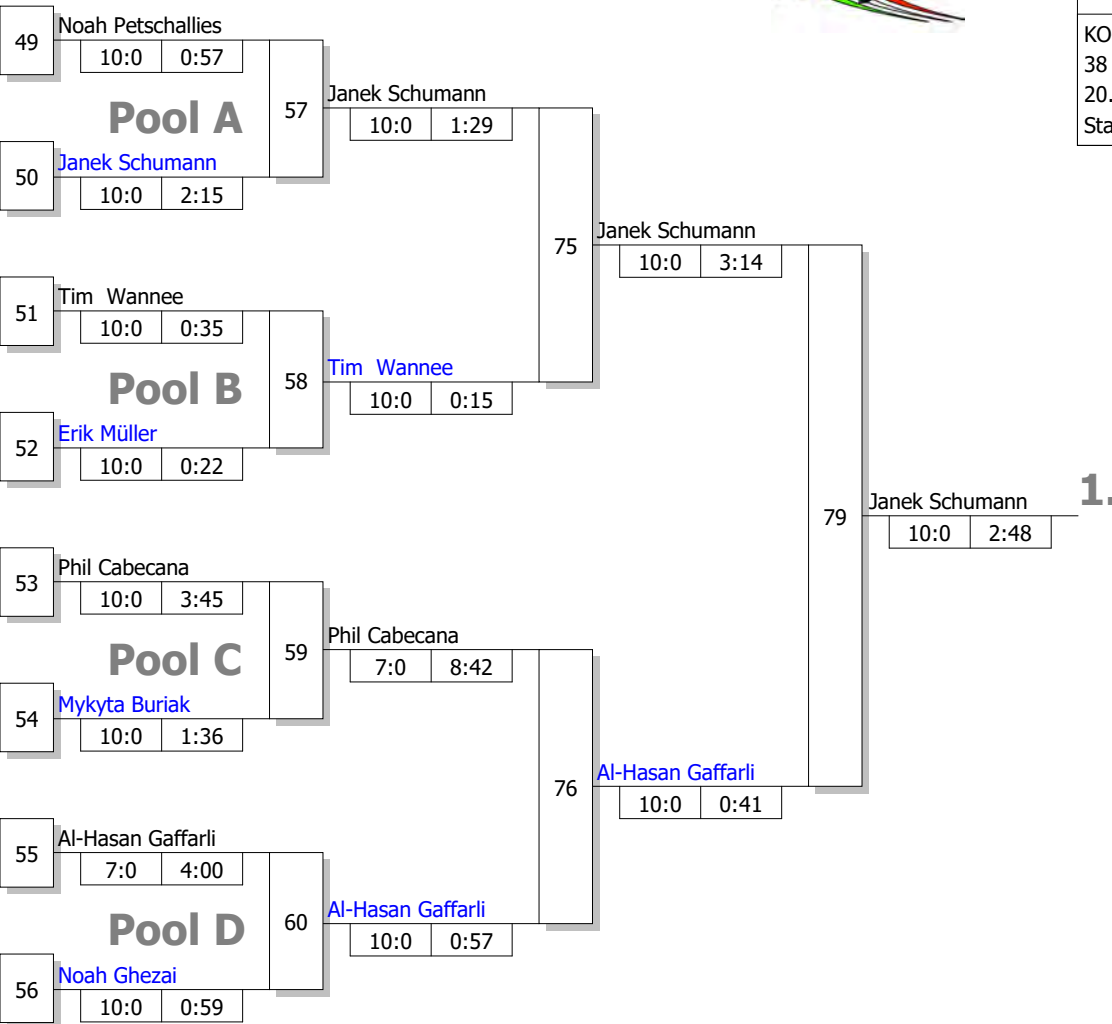 KO
38
20.
Sta
49
Noah Petschallies
10:0 0:57
Pool A
57
Janek Schumann
10:0 1:29
50
Janek Schumann
10:0 2:15
75
Janek Schumann
10:0 3:14
51
Tim Wannee
10:0 0:35
Pool B
58
Tim Wannee
10:0 0:15
52
Erik Müller
10:0 0:22
79
Janek Schumann
10:0 2:48
1.
53
Phil Cabecana
10:0 3:45
Pool C
59
Phil Cabecana
7:0 8:42
54
Mykyta Buriak
10:0 1:36
76
Al-Hasan Gaffarli
10:0 0:41
55
Al-Hasan Gaffarli
7:0 4:00
Pool D
60
Al-Hasan Gaffarli
10:0 0:57
56
Noah Ghezai
10:0 0:59